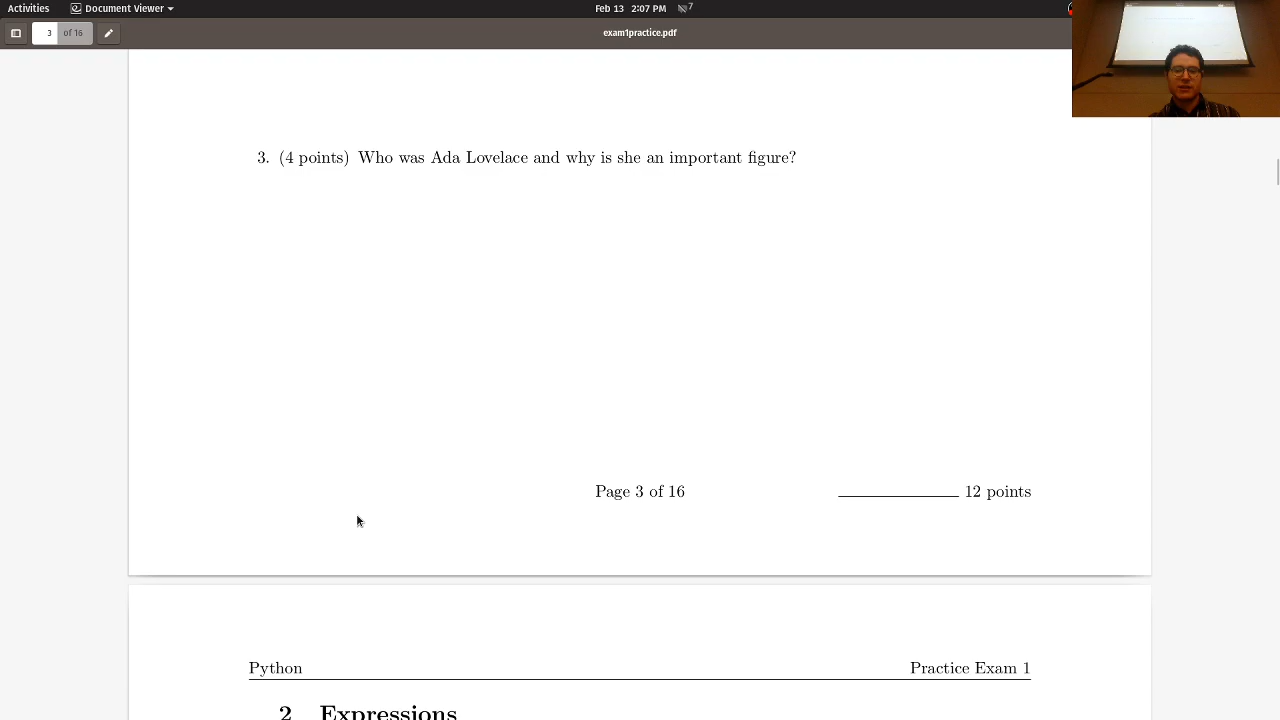 Activities Document Viewer Feb 13 2:07 PM 7
3 of 16 exam1practice.pdf
3. (4 points) Who was Ada Lovelace and why is she an important figure?
Page 3 of 16 12 points
Python Practice Exam 1
2 Expressions